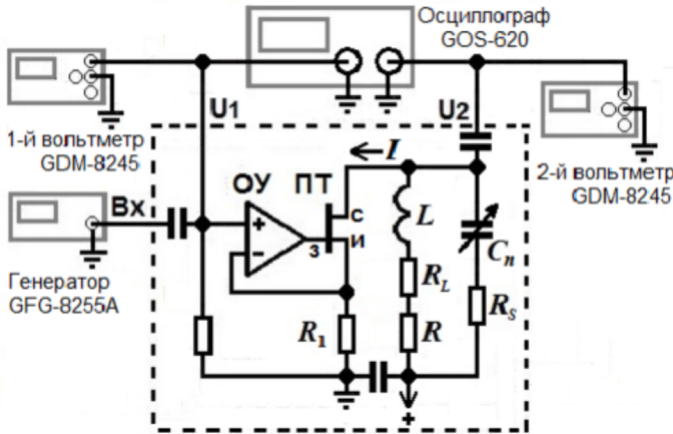 Осциллограф
GOS-620
U1
U2
1-й вольтметр
GDM-8245
2-й вольтметр
GDM-8245
I
ОУ ПТ
Вх
+
-
с
и
з
L
Cn
Генератор
GFG-8255A
RL
RS
R1
R
+